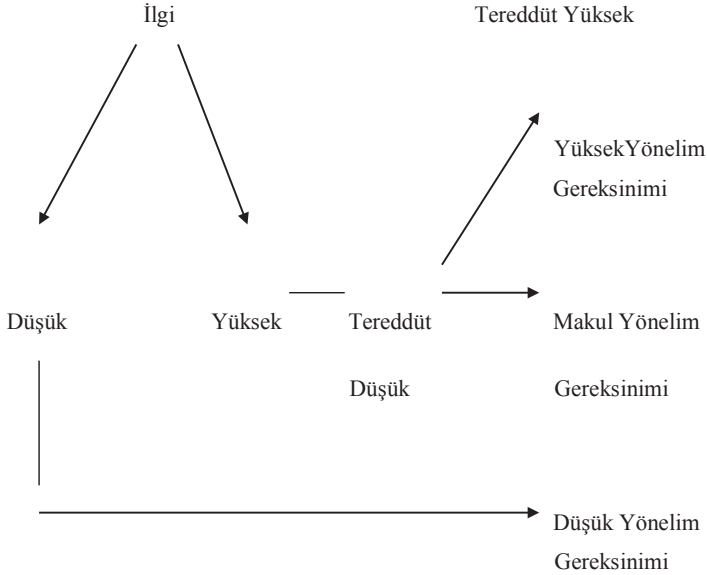 İlgi
Tereddüt Yüksek
YüksekYönelim
Gereksinimi
Düşük
Yüksek
Tereddüt
Makul Yönelim
Düşük
Gereksinimi
Düşük Yönelim
Gereksinimi